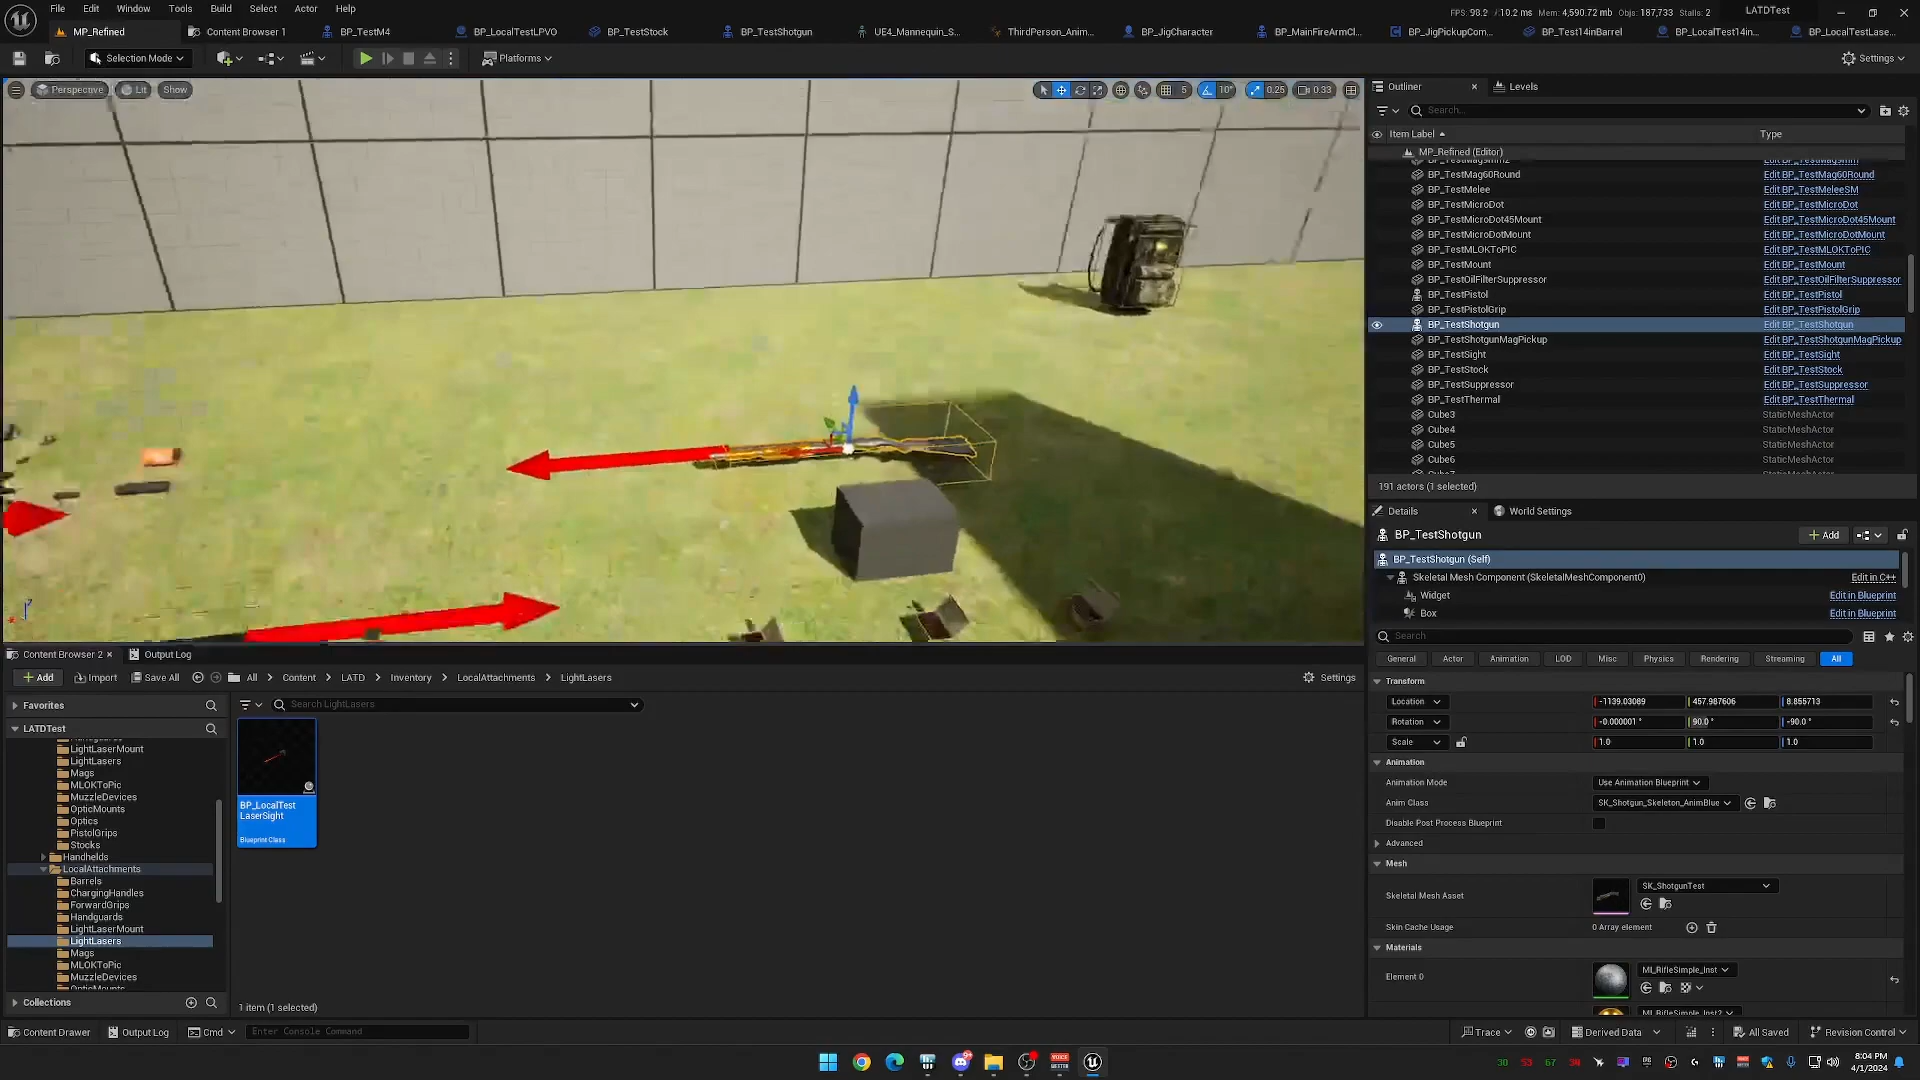 File Edit Window Tools Build Select Actor Help
FPS: 98.2 / 10.2 ms Mem: 4,590.72 mb Objs: 187,733 Stalls: 2
LATDTest
MP_Refined
Content Browser 1
BP_TestM4
BP_LocalTestLPVO
BP_TestStock
BP_TestShotgun
UE4_Mannequin_S...
ThirdPerson_Anim...
BP_JigCharacter
BP_MainFireArmCl...
BP_JigPickupCom...
BP_Test14inBarrel
BP_LocalTest14in...
BP_LocalTestLase...
Selection Mode
Platforms
Settings
Perspective
Lit
Show
5
10°
0.25
0.33
Outliner
Levels
Search...
Item Label
Type
MP_Refined (Editor)
BP_TestMag60Round Edit BP_TestMag60Round
BP_TestMelee Edit BP_TestMeleeSM
BP_TestMicroDot Edit BP_TestMicroDot
BP_TestMicroDot45Mount Edit BP_TestMicroDot45Mount
BP_TestMicroDotMount Edit BP_TestMicroDotMount
BP_TestMLOKToPIC Edit BP_TestMLOKToPIC
BP_TestMount Edit BP_TestMount
BP_TestOilFilterSuppressor Edit BP_TestOilFilterSuppressor
BP_TestPistol Edit BP_TestPistol
BP_TestPistolGrip Edit BP_TestPistolGrip
BP_TestShotgun Edit BP_TestShotgun
BP_TestShotgunMagPickup Edit BP_TestShotgunMagPickup
BP_TestSight Edit BP_TestSight
BP_TestStock Edit BP_TestStock
BP_TestSuppressor Edit BP_TestSuppressor
BP_TestThermal Edit BP_TestThermal
Cube3 StaticMeshActor
Cube4 StaticMeshActor
Cube5 StaticMeshActor
Cube6 StaticMeshActor
191 actors (1 selected)
Details
World Settings
BP_TestShotgun
Add
BP_TestShotgun (Self)
Skeletal Mesh Component (SkeletalMeshComponent0) Edit in C++
Widget Edit in Blueprint
Box Edit in Blueprint
Search
General Actor Animation LOD Misc Physics Rendering Streaming All
Transform
Location -1139.03089 457.987606 8.855713
Rotation -0.000001 ° 90.0 ° -90.0 °
Scale 1.0 1.0 1.0
Animation
Animation Mode Use Animation Blueprint
Anim Class SK_Shotgun_Skeleton_AnimBlue
Disable Post Process Blueprint
Advanced
Mesh
Skeletal Mesh Asset SK_ShotgunTest
Skin Cache Usage 0 Array element
Materials
Element 0 MI_RifleSimple_Inst
MI_RifleSimple_Inst2
Content Browser 2
Output Log
Add Import Save All All Content LATD Inventory LocalAttachments LightLasers Settings
Favorites
Search LightLasers
LATDTest
LightLaserMount
LightLasers
Mags
MLOKToPic
MuzzleDevices
OpticMounts
Optics
PistolGrips
Stocks
Handhelds
LocalAttachments
Barrels
ChargingHandles
ForwardGrips
Handguards
LightLaserMount
LightLasers
Mags
MLOKToPic
MuzzleDevices
OpticMounts
Collections
BP_LocalTest
LaserSight
Blueprint Class
1 item (1 selected)
Content Drawer Output Log Cmd Enter Console Command Trace Derived Data All Saved Revision Control
8:04 PM
4/1/2024